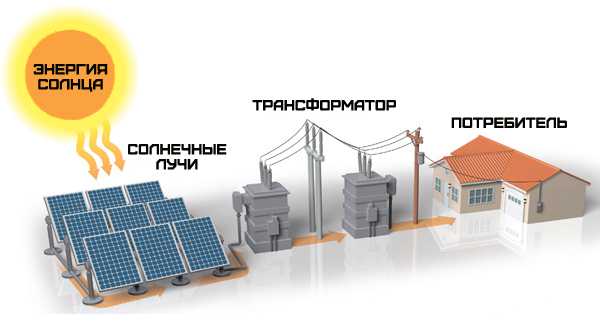 ЭНЕРГИЯ
СОЛНЦА
СОЛНЕЧНЫЕ
ЛУЧИ
ТРАНСФОРМАТОР
ПОТРЕБИТЕЛЬ